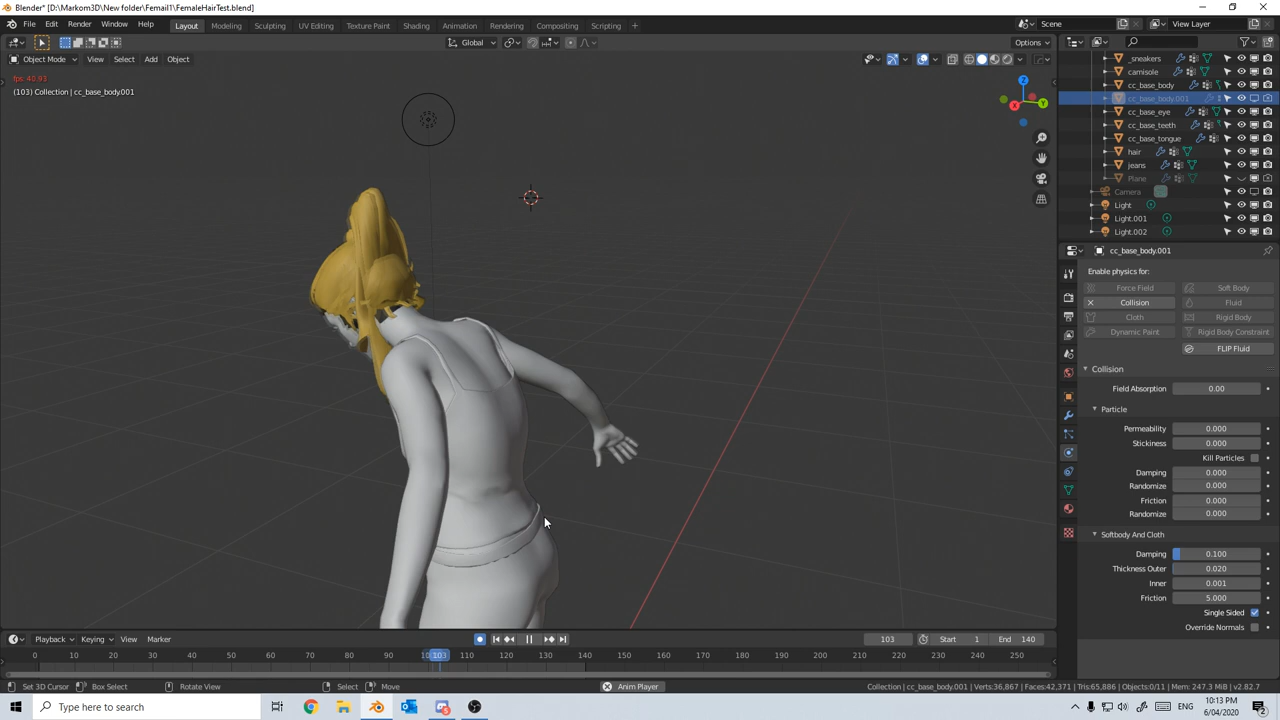 Blender* [D:\Markom3D\New folder\Femail1\FemaleHairTest.blend]
File Edit Render Window Help Layout Modeling Sculpting UV Editing Texture Paint Shading Animation Rendering Compositing Scripting + Scene View Layer
Global Options
Object Mode View Select Add Object
fps: 40.93
(103) Collection | cc_base_body.001
X Y Z
_sneakers
camisole
cc_base_body
cc_base_body.001
cc_base_eye
cc_base_teeth
cc_base_tongue
hair
jeans
Plane
Camera
Light
Light.001
Light.002
cc_base_body.001
Enable physics for:
Force Field Soft Body
Collision Fluid
Cloth Rigid Body
Dynamic Paint Rigid Body Constraint
FLIP Fluid
Collision
Field Absorption 0.00
Particle
Permeability 0.000
Stickiness 0.000
Kill Particles
Damping 0.000
Randomize 0.000
Friction 0.000
Randomize 0.000
Softbody And Cloth
Damping 0.100
Thickness Outer 0.020
Inner 0.001
Friction 5.000
Single Sided
Override Normals
Playback Keying View Marker 103 Start 1 End 140
0 10 20 30 40 50 60 70 80 90 10 103 110 120 130 140 150 160 170 180 190 200 210 220 230 240 250
Set 3D Cursor Box Select Rotate View Select Move Anim Player Collection | cc_base_body.001 | Verts:36,867 | Faces:42,371 | Tris:65,886 | Objects:0/11 | Mem: 247.3 MiB | v2.82.7
Type here to search ENG 10:13 PM
6/04/2020 2